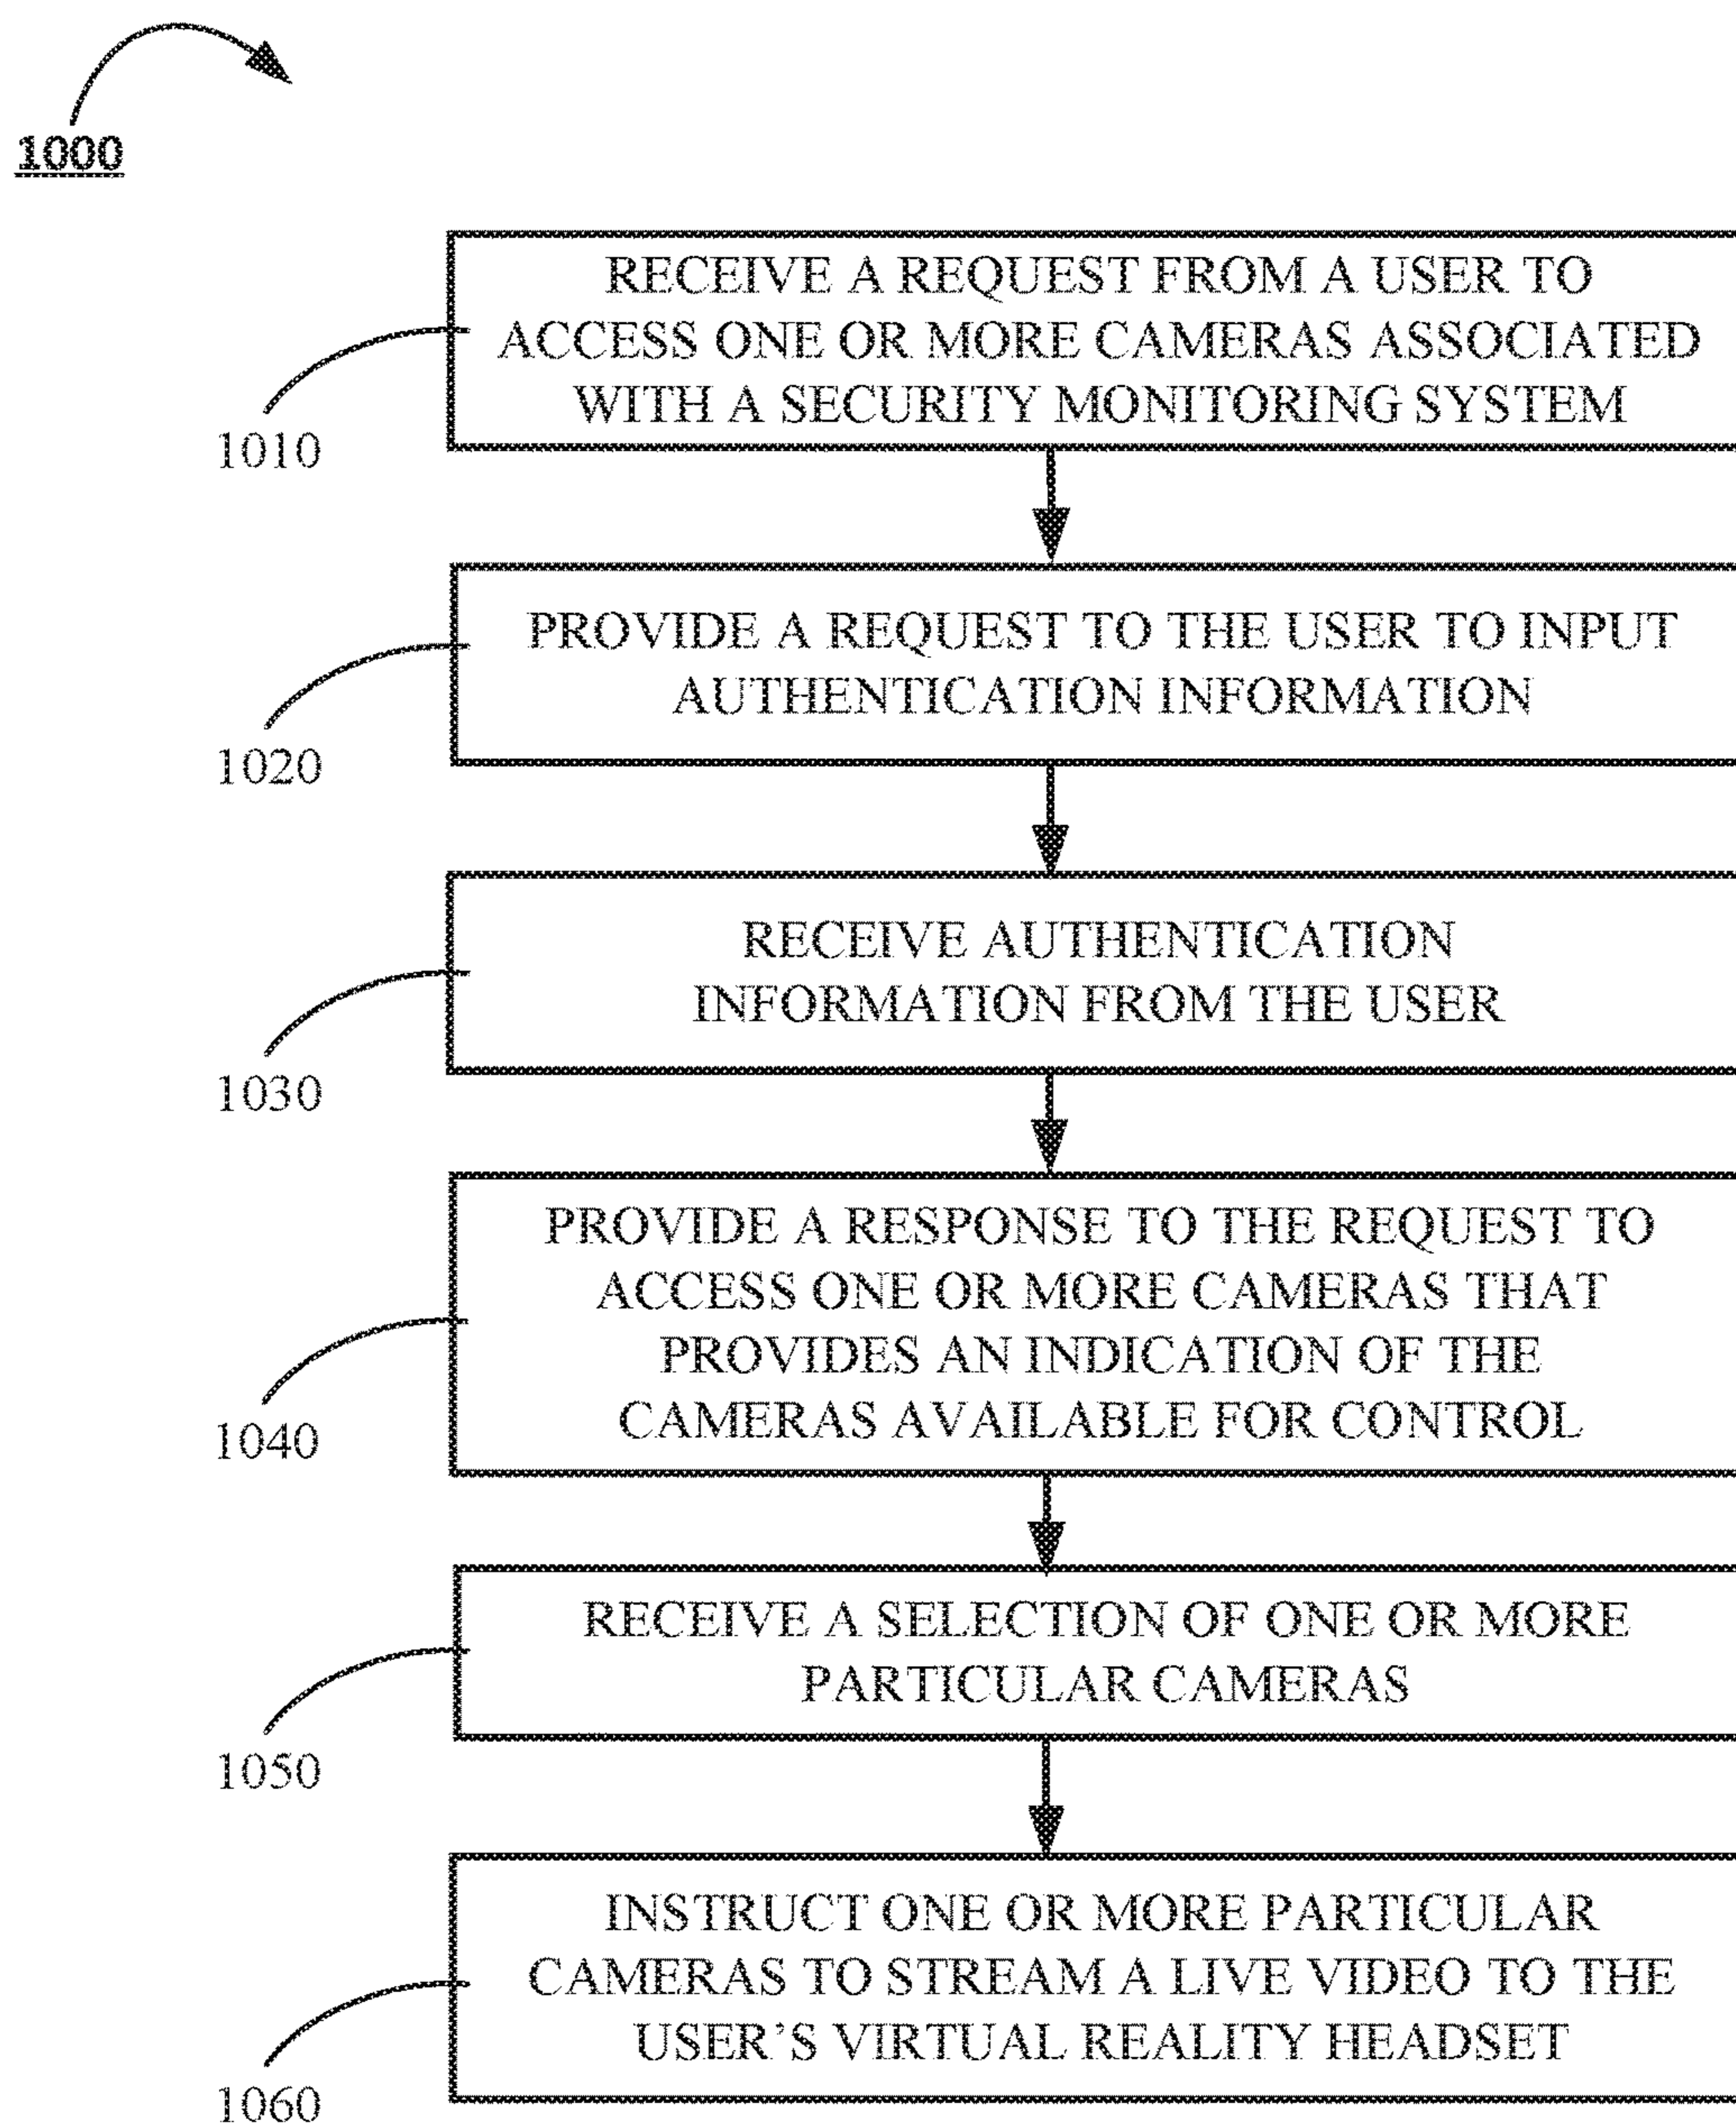 1000
RECEIVE A REQUEST FROM A USER TO
ACCESS ONE OR MORE CAMERAS ASSOCIATED
WITH A SECURITY MONITORING SYSTEM
1010
PROVIDE A REQUEST TO THE USER TO INPUT
AUTHENTICATION INFORMATION
1020
RECEIVE AUTHENTICATION
INFORMATION FROM THE USER
1030
PROVIDE A RESPONSE TO THE REQUEST TO
ACCESS ONE OR MORE CAMERAS THAT
PROVIDES AN INDICATION OF THE
CAMERAS AVAILABLE FOR CONTROL
1040
RECEIVE A SELECTION OF ONE OR MORE
PARTICULAR CAMERAS
1050
INSTRUCT ONE OR MORE PARTICULAR
CAMERAS TO STREAM A LIVE VIDEO TO THE
USER'S VIRTUAL REALITY HEADSET
1060